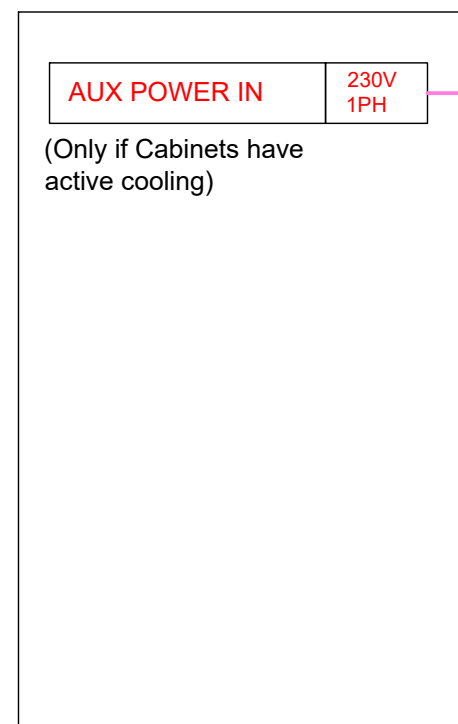 AUX POWER IN
230V
1PH
(Only if Cabinets have
active cooling)